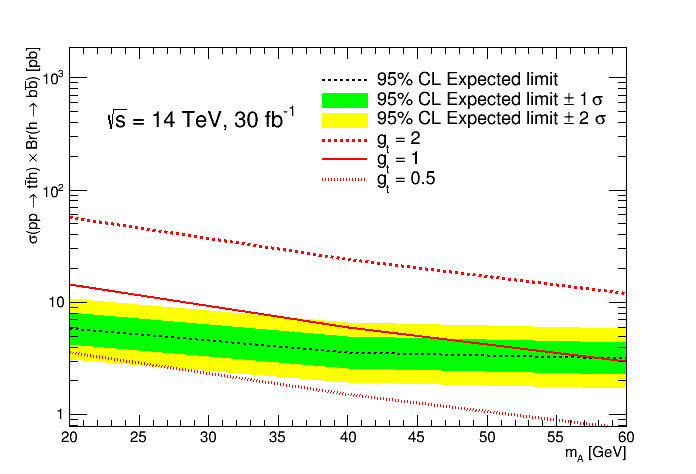 σ(pp → tt̄h) × Br(h → bb̄) [pb]
10³
10²
10
1
√s = 14 TeV, 30 fb⁻¹
95% CL Expected limit
95% CL Expected limit ± 1 σ
95% CL Expected limit ± 2 σ
gₜ = 2
gₜ = 1
gₜ = 0.5
20 25 30 35 40 45 50 55 60
m_A [GeV]